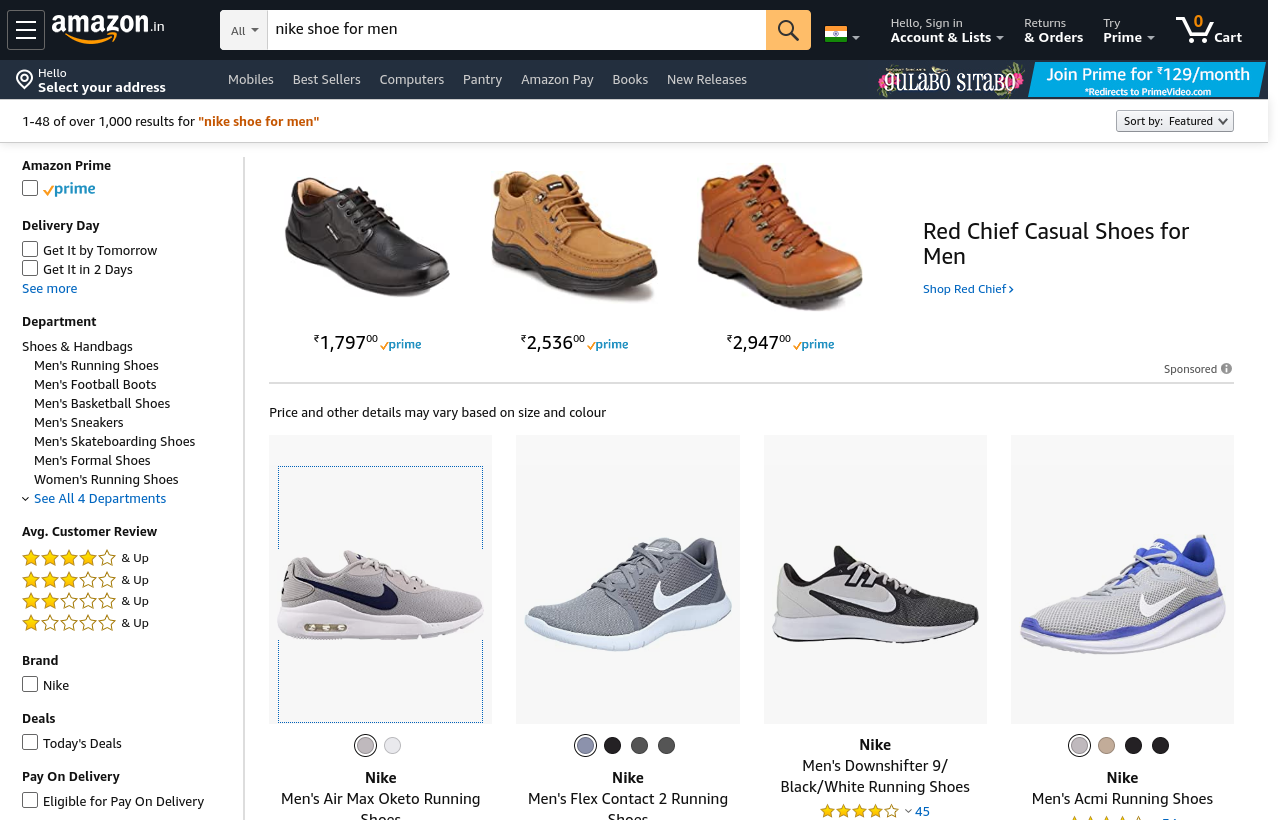 amazon.in
All
nike shoe for men
Hello, Sign in
Account & Lists
Returns
& Orders
Try
Prime
0
Cart
Hello
Select your address
Mobiles
Best Sellers
Computers
Pantry
Amazon Pay
Books
New Releases
GULABO SITABO
Join Prime for ₹129/month
*Redirects to PrimeVideo.com
1-48 of over 1,000 results for "nike shoe for men"
Sort by: Featured
Amazon Prime
prime
Delivery Day
Get It by Tomorrow
Get It in 2 Days
See more
Department
Shoes & Handbags
Men's Running Shoes
Men's Football Boots
Men's Basketball Shoes
Men's Sneakers
Men's Skateboarding Shoes
Men's Formal Shoes
Women's Running Shoes
See All 4 Departments
Avg. Customer Review
& Up
& Up
& Up
& Up
Brand
Nike
Deals
Today's Deals
Pay On Delivery
Eligible for Pay On Delivery
₹1,79700 prime
₹2,53600 prime
₹2,94700 prime
Red Chief Casual Shoes for
Men
Shop Red Chief
Sponsored
Price and other details may vary based on size and colour
Nike
Men's Air Max Oketo Running
Shoes
Nike
Men's Flex Contact 2 Running
Shoes
Nike
Men's Downshifter 9/
Black/White Running Shoes
45
Nike
Men's Acmi Running Shoes